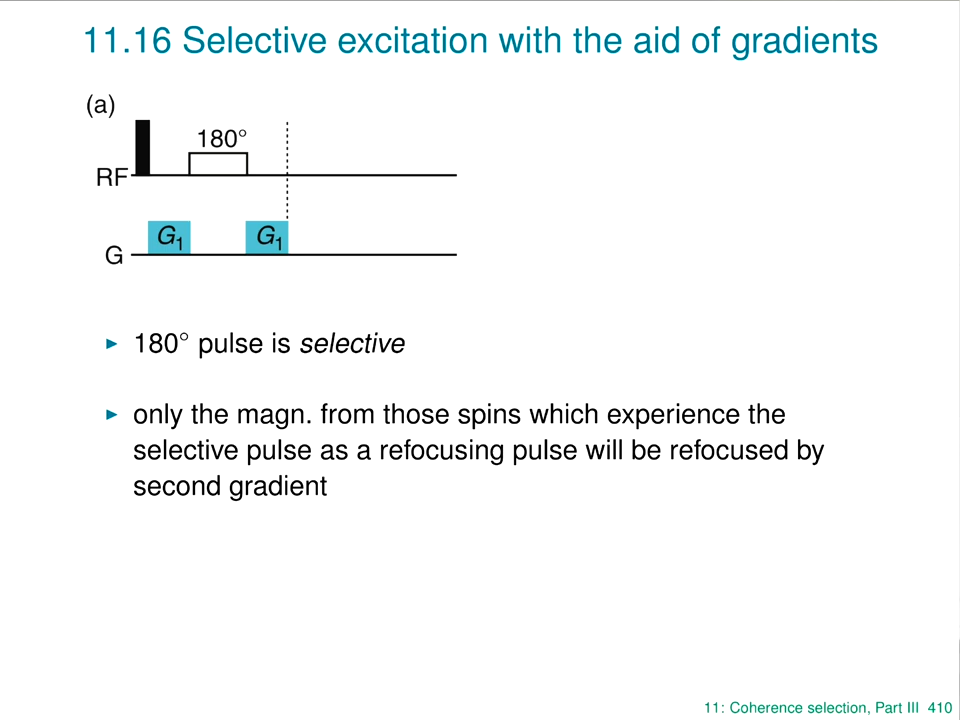 11.16 Selective excitation with the aid of gradients
(a)
180°
RF
G₁ G₁
G
▶ 180° pulse is selective
▶ only the magn. from those spins which experience the
selective pulse as a refocusing pulse will be refocused by
second gradient
11: Coherence selection, Part III 410